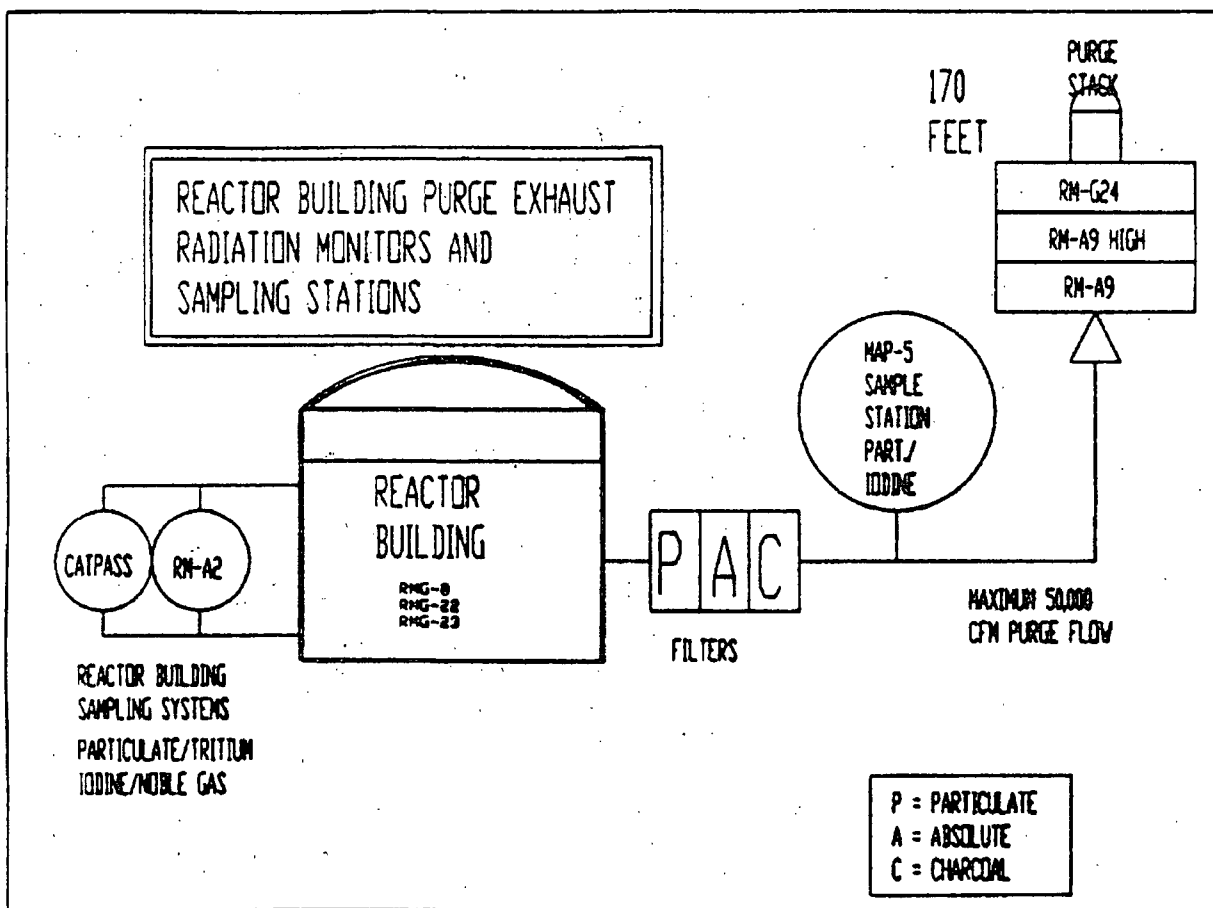 PURGE
STACK
170
FEET
REACTOR BUILDING PURGE EXHAUST
RADIATION MONITORS AND
SAMPLING STATIONS
RM-G24
RM-A9 HIGH
RM-A9
MAP-5
SAMPLE
STATION
PART./
IODINE
REACTOR
BUILDING
RMG-8
RMG-22
RMG-23
CATPASS
RM-A2
P A C
FILTERS
MAXIMUM 50,000
CFM PURGE FLOW
REACTOR BUILDING
SAMPLING SYSTEMS
PARTICULATE/TRITIUM
IODINE/NOBLE GAS
P = PARTICULATE
A = ABSOLUTE
C = CHARCOAL